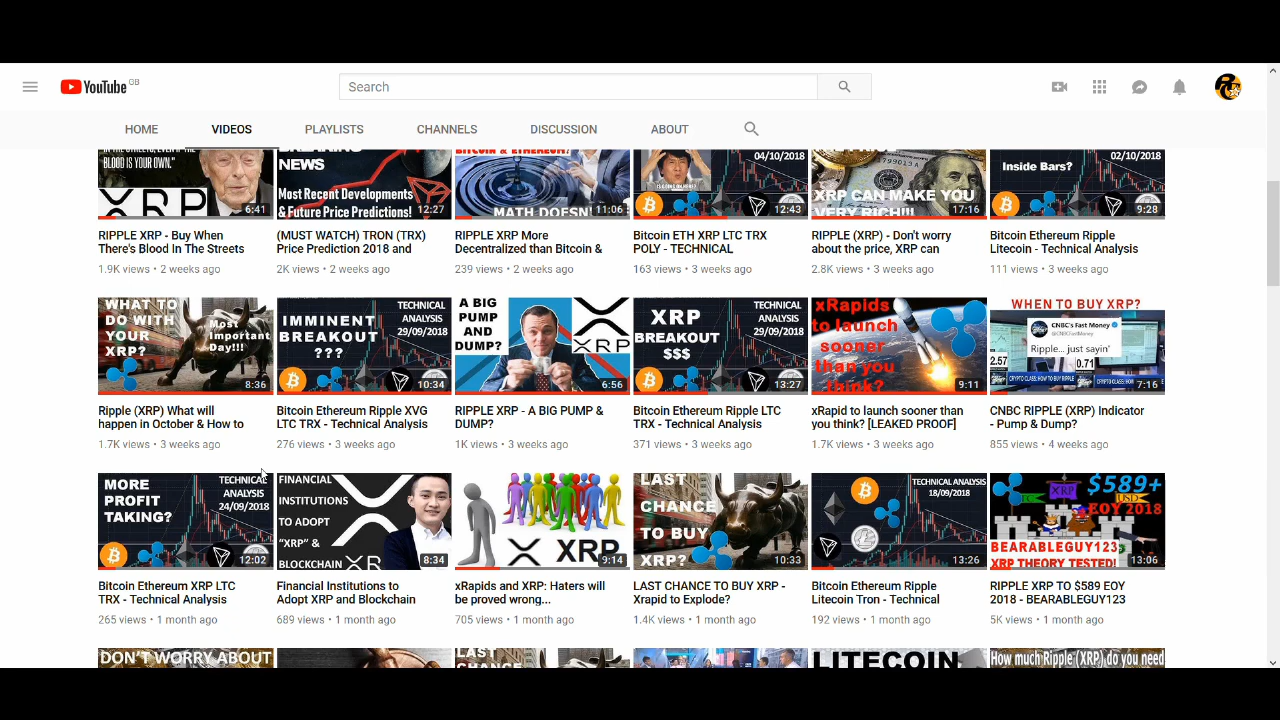 YouTube GB
Search
HOME VIDEOS PLAYLISTS CHANNELS DISCUSSION ABOUT
BLOOD IS YOUR OWN."
XRP
6:41
NEWS
Most Recent Developments
& Future Price Predictions!
12:27
MATH DOESN
11:06
04/10/2018
12:43
XRP CAN MAKE YOU
VERY RICH!!!
17:16
02/10/2018
Inside Bars?
9:28
RIPPLE XRP - Buy When
There's Blood In The Streets
1.9K views • 2 weeks ago
(MUST WATCH) TRON (TRX)
Price Prediction 2018 and
2K views • 2 weeks ago
RIPPLE XRP More
Decentralized than Bitcoin &
239 views • 2 weeks ago
Bitcoin ETH XRP LTC TRX
POLY - TECHNICAL
163 views • 3 weeks ago
RIPPLE (XRP) - Don't worry
about the price, XRP can
2.8K views • 3 weeks ago
Bitcoin Ethereum Ripple
Litecoin - Technical Analysis
111 views • 3 weeks ago
WHAT TO
DO WITH
YOUR
XRP?
Most
Important
Day!!!
8:36
TECHNICAL
ANALYSIS
29/09/2018
IMMINENT
BREAKOUT
???
10:34
A BIG
PUMP
AND
DUMP?
XRP
6:56
TECHNICAL
ANALYSIS
29/09/2018
XRP
BREAKOUT
$$$
13:27
xRapids
to launch
sooner
than you
think?
9:11
WHEN TO BUY XRP?
CNBC's Fast Money
@CNBCFastMoney
Ripple... just sayin'
2.57
0.71
CRYPTO CLASS: HOW TO BUY RIPPLE
7:16
Ripple (XRP) What will
happen in October & How to
1.7K views • 3 weeks ago
Bitcoin Ethereum Ripple XVG
LTC TRX - Technical Analysis
276 views • 3 weeks ago
RIPPLE XRP - A BIG PUMP &
DUMP?
1K views • 3 weeks ago
Bitcoin Ethereum Ripple LTC
TRX - Technical Analysis
371 views • 3 weeks ago
xRapid to launch sooner than
you think? [LEAKED PROOF]
1.7K views • 3 weeks ago
CNBC RIPPLE (XRP) Indicator
- Pump & Dump?
855 views • 4 weeks ago
MORE
PROFIT
TAKING?
TECHNICAL
ANALYSIS
24/09/2018
12:02
FINANCIAL
INSTITUTIONS
TO ADOPT
"XRP" &
BLOCKCHAIN
XR
8:34
XRP
9:14
LAST
CHANCE
TO BUY
XRP?
10:33
TECHNICAL ANALYSIS
18/09/2018
13:26
XRP
$589+
USD
EOY 2018
BEARABLEGUY123
XRP THEORY TESTED!
13:06
Bitcoin Ethereum XRP LTC
TRX - Technical Analysis
265 views • 1 month ago
Financial Institutions to
Adopt XRP and Blockchain
689 views • 1 month ago
xRapids and XRP: Haters will
be proved wrong...
705 views • 1 month ago
LAST CHANCE TO BUY XRP -
Xrapid to Explode?
1.4K views • 1 month ago
Bitcoin Ethereum Ripple
Litecoin Tron - Technical
192 views • 1 month ago
RIPPLE XRP TO $589 EOY
2018 - BEARABLEGUY123
5K views • 1 month ago
DON'T WORRY ABOUT
LAST
LITECOIN
How much Ripple (XRP) do you need